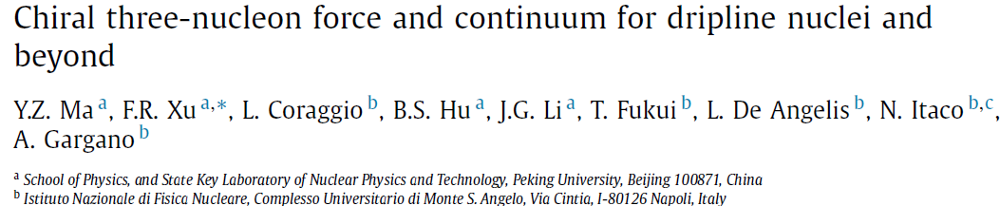 Chiral three-nucleon force and continuum for dripline nuclei and
beyond
Y.Z. Ma a, F.R. Xu a,*, L. Coraggio b, B.S. Hu a, J.G. Li a, T. Fukui b, L. De Angelis b, N. Itaco b,c,
A. Gargano b
a School of Physics, and State Key Laboratory of Nuclear Physics and Technology, Peking University, Beijing 100871, China
b Istituto Nazionale di Fisica Nucleare, Complesso Universitario di Monte S. Angelo, Via Cintia, I-80126 Napoli, Italy